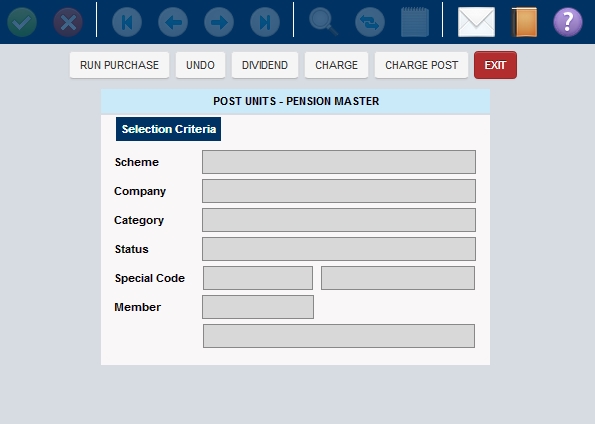 ?
RUN PURCHASE UNDO DIVIDEND CHARGE CHARGE POST EXIT
POST UNITS - PENSION MASTER
Selection Criteria
Scheme
Company
Category
Status
Special Code
Member